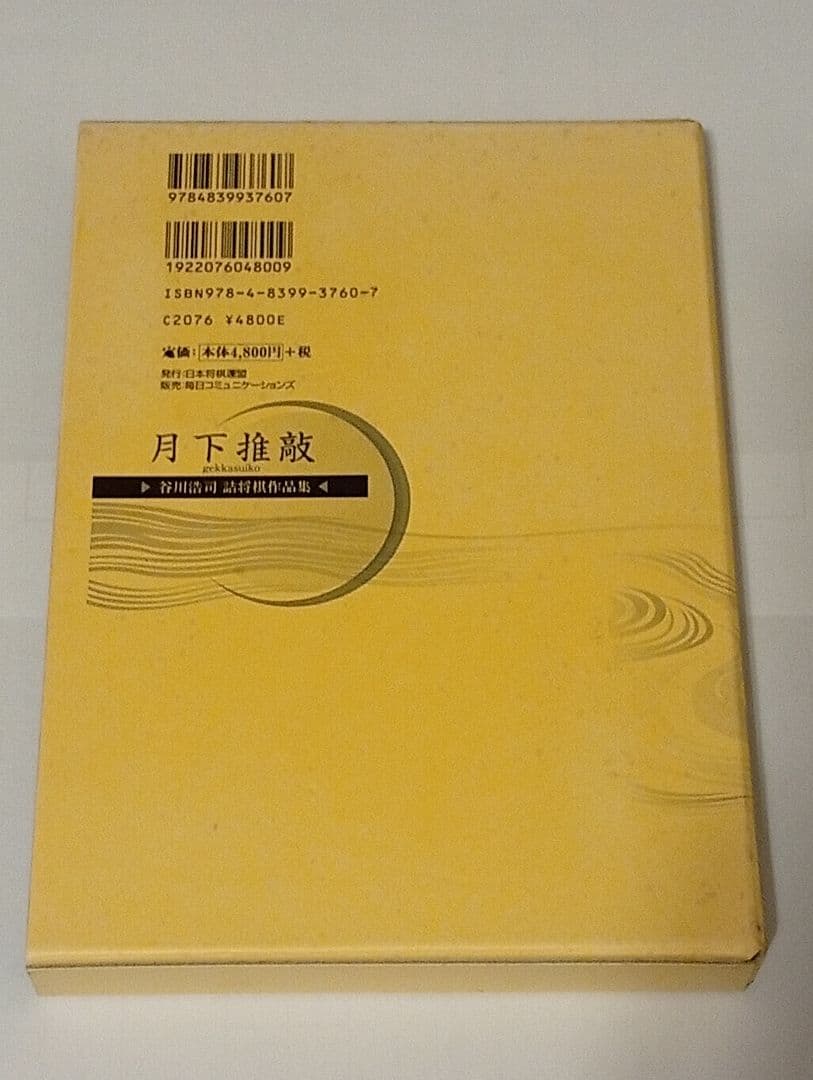 9784839937607
1922076048009
ISBN978-4-8399-3760-7
C2076 ¥4800E
定価：本体4,800円＋税
発行：日本将棋連盟
販売：毎日コミュニケーションズ
月下推敲
gekkasuiko
▶ 谷川浩司 詰将棋作品集 ◀